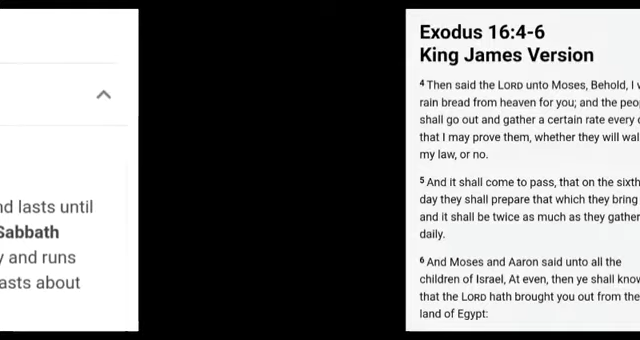 nd lasts until
Sabbath
y and runs
asts about
Exodus 16:4-6
King James Version
4 Then said the LORD unto Moses, Behold, I w
rain bread from heaven for you; and the peop
shall go out and gather a certain rate every d
that I may prove them, whether they will wal
my law, or no.
5 And it shall come to pass, that on the sixth
day they shall prepare that which they bring
and it shall be twice as much as they gather
daily.
6 And Moses and Aaron said unto all the
children of Israel, At even, then ye shall know
that the LORD hath brought you out from the
land of Egypt: